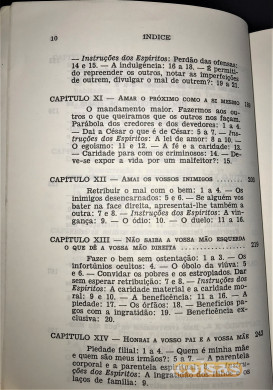 10 INDICE
— Instruções dos Espíritos: Perdão das ofensas:
14 e 15. — A indulgência: 16 a 18. — É permiti-
do repreender os outros, notar as imperfeições
de outrem, divulgar o mal de outrem?: 19 a 21.
CAPITULO XI — AMAR O PRÓXIMO COMO A SI MESMO
O mandamento maior. Fazermos aos ou-
tros o que queiramos que os outros nos façam.
Parábola dos credores e dos devedores: 1 a 4.
— Dai a César o que é de César: 5 a 7. — Ins-
truções dos Espíritos: A lei de amor: 8 a 10. —
O egoísmo: 11 e 12. — A fé e a caridade: 13.
— Caridade para com os criminosos: 14. — De-
ve-se expor a vida por um malfeitor?: 15.
CAPITULO XII — AMAI OS VOSSOS INIMIGOS
Retribuir o mal com o bem: 1 a 4. — Os
inimigos desencarnados: 5 e 6. — Se alguém vos
bater na face direita, apresentai-lhe também a
outra: 7 e 8. — Instruções dos Espíritos: A vin-
gança: 9. — O ódio: 10. — O duelo: 11 a 16.
CAPITULO XIII — NÃO SAIBA A VOSSA MÃO ESQUERDA
O QUE DÊ A VOSSA MÃO DIREITA
Fazer o bem sem ostentação: 1 a 3. — Os
infortúnios ocultos: 4. — O óbolo da viúva: 5
e 6. — Convidar os pobres e os estropiados. Dar
sem esperar retribuição: 7 e 8. — Instruções dos
Espíritos: A caridade material e a caridade mo-
ral: 9 e 10. — A beneficência: 11 a 16. — A
piedade: 17. — Os órfãos: 18. — Benefícios pa-
gos com a ingratidão: 19. — Beneficência ex-
clusiva: 20.
CAPITULO XIV — HONRAI A VOSSO PAI E A VOSSA MÃE 243
Piedade filial: 1 a 4. — Quem é minha mãe
e quem são meus irmãos?: 5 a 7. — A parentela
corporal e a parentela espiritual: 8. — Instru-
ções dos Espíritos: A ingratidão dos filhos e os
laços de família: 9.